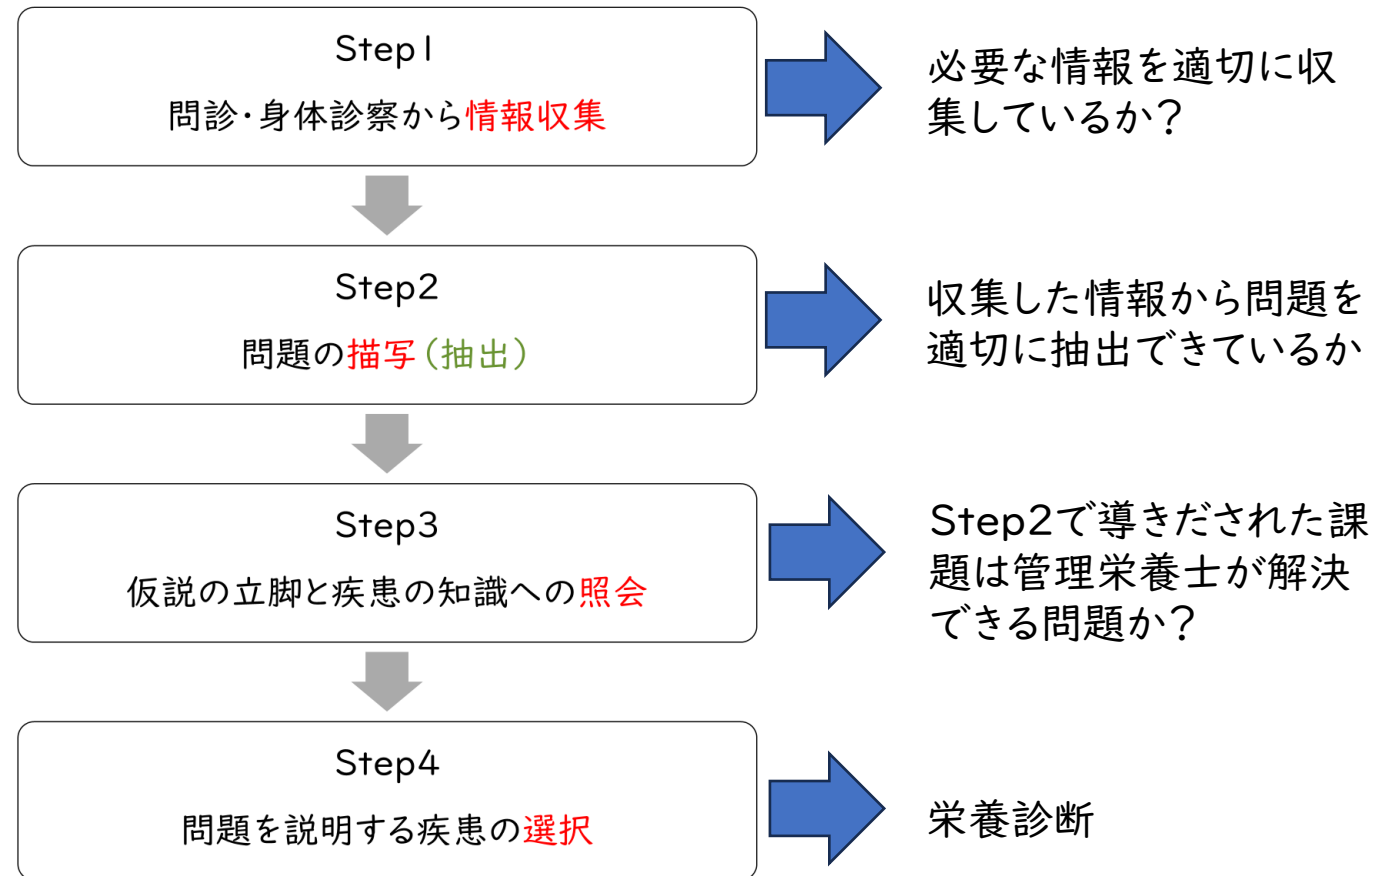 Step1
問診・身体診察から情報収集
必要な情報を適切に収
集しているか?
Step2
問題の描写(抽出)
収集した情報から問題を
適切に抽出できているか
Step3
仮説の立脚と疾患の知識への照会
Step2で導きだされた課
題は管理栄養士が解決
できる問題か?
Step4
問題を説明する疾患の選択
栄養診断